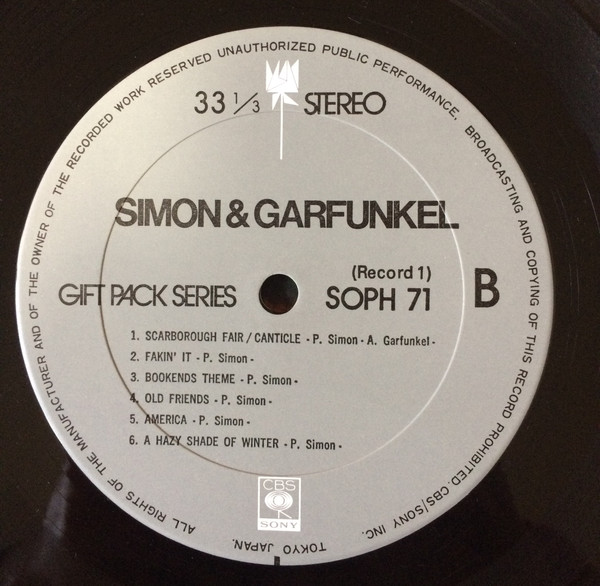 ALL RIGHTS OF THE MANUFACTURER AND OF THE OWNER OF THE RECORDED WORK RESERVED UNAUTHORIZED PUBLIC PERFORMANCE, BROADCASTING AND COPYING OF THIS RECORD PROHIBITED. CBS/SONY INC.
TOKYO JAPAN.
33 1/3 STEREO
SIMON & GARFUNKEL
(Record 1)
GIFT PACK SERIES SOPH 71 B
1. SCARBOROUGH FAIR / CANTICLE - P. Simon - A. Garfunkel -
2. FAKIN' IT - P. Simon -
3. BOOKENDS THEME - P. Simon -
4. OLD FRIENDS - P. Simon -
5. AMERICA - P. Simon -
6. A HAZY SHADE OF WINTER - P. Simon -
CBS
SONY